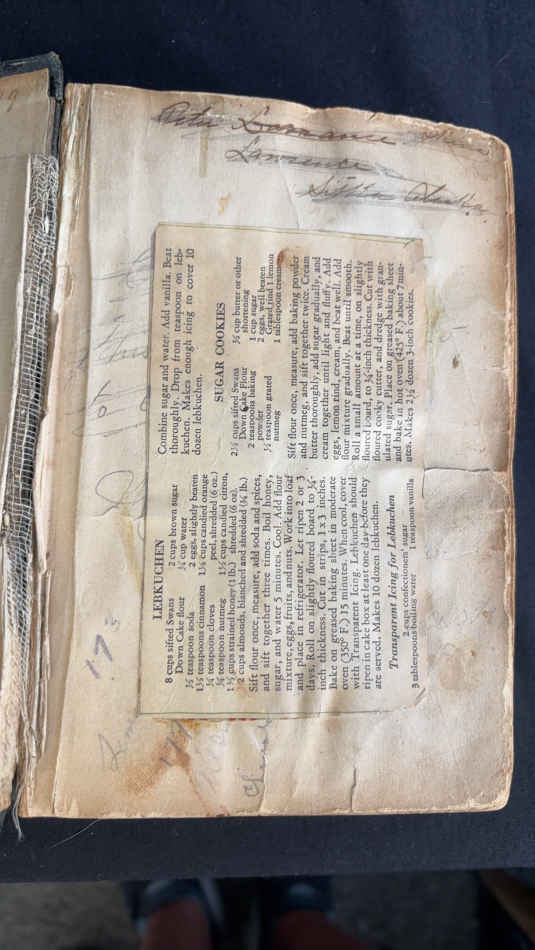 Lawrence
LEBKUCHEN
8 cups sifted Swans
Down Cake flour
½ teaspoon soda
1½ teaspoons cinnamon
¼ teaspoon cloves
½ teaspoon nutmeg
1⅓ cups strained honey (1 lb.)
cups almonds, blanched and shredded (¼ lb.)
2 cups brown sugar
¼ cup water
2 eggs, slightly beaten
1¼ cups candied orange
peel, shredded (6 oz.)
1½ cups candied citron,
shredded (6 oz.)
Sift flour once, measure, add soda and spices,
and sift together three times. Boil honey,
sugar, and water 5 minutes. Cool. Add flour
mixture, eggs, fruits, and nuts. Work into loaf
and place in refrigerator. Let ripen 2 or 3
days. Roll on slightly floured board to ¼-
inch thickness. Cut in strips, 1 x 3 inches.
Bake on greased baking sheet in moderate
oven (350° F.) 15 minutes. When cool, cover
with Transparent Icing. Lebkuchen should
ripen in cake box at least one day before they
are served. Makes 10 dozen lebkuchen.
Transparent Icing for Lebkuchen
2 cups confectioners' sugar
3 tablespoons boiling water 1 teaspoon vanilla
Combine sugar and water. Add vanilla. Beat
thoroughly. Drop from teaspoon on leb-
kuchen. Makes enough icing to cover 10
dozen lebkuchen.
SUGAR COOKIES
2½ cups sifted Swans
Down Cake Flour
2 teaspoons baking
powder
½ teaspoon grated
nutmeg
½ cup butter or other
shortening
1 cup sugar
2 eggs, well beaten
Grated rind 1 lemon
1 tablespoon cream
Sift flour once, measure, add baking powder
and nutmeg, and sift together twice. Cream
butter thoroughly, add sugar gradually, and
cream together until light and fluffy. Add
eggs, lemon rind, cream, and beat well. Add
flour mixture gradually. Beat until smooth.
Roll a small amount at a time, on slightly
floured board, to ⅛-inch thickness. Cut with
floured cooky cutter, and dredge with gran-
ulated sugar. Place on greased baking sheet
and bake in hot oven (425° F.) about 7 min-
utes. Makes 2½ dozen 3-inch cookies.